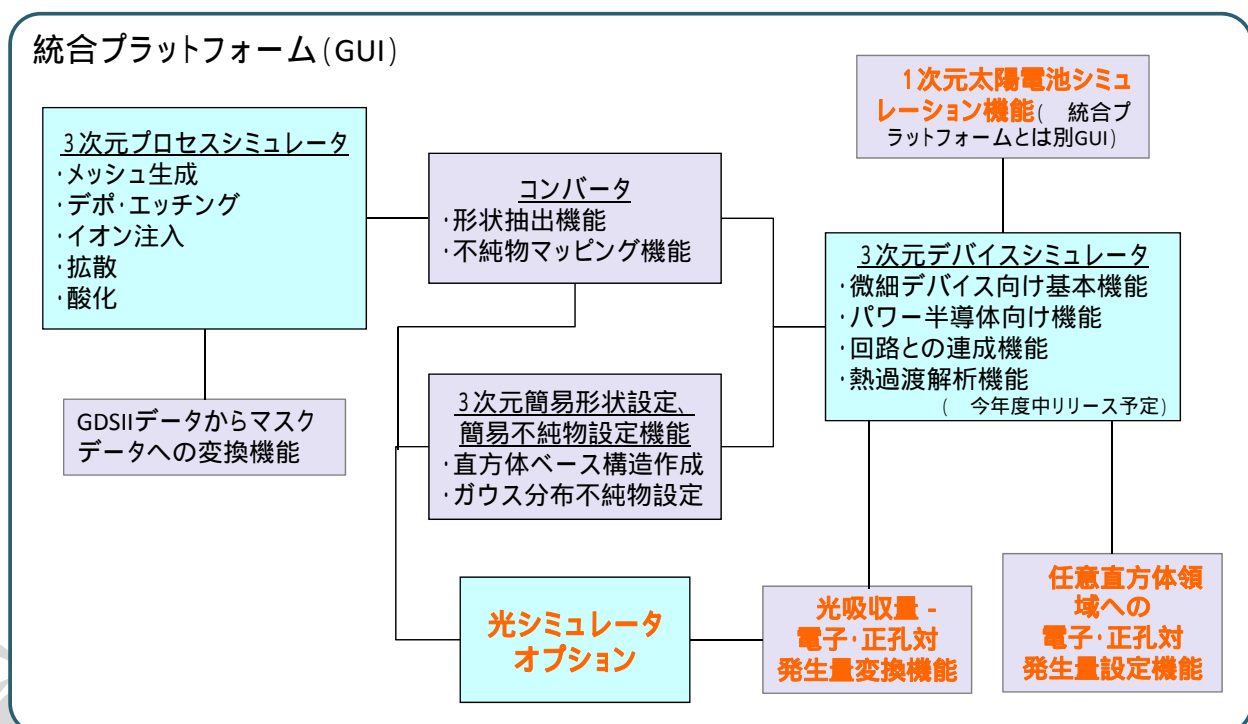 統合プラットフォーム(GUI)
1次元太陽電池シミュ
レーション機能( 統合プ
ラットフォームとは別GUI)
3次元プロセスシミュレータ
・メッシュ生成
・デポ・エッチング
・イオン注入
・拡散
・酸化
コンバータ
・形状抽出機能
・不純物マッピング機能
3次元デバイスシミュレータ
・微細デバイス向け基本機能
・パワー半導体向け機能
・回路との連成機能
・熱過渡解析機能
( 今年度中リリース予定)
GDSIIデータからマスク
データへの変換機能
3次元簡易形状設定、
簡易不純物設定機能
・直方体ベース構造作成
・ガウス分布不純物設定
光シミュレータ
オプション
光吸収量 -
電子・正孔対
発生量変換機能
任意直方体領
域への
電子・正孔対
発生量設定機能